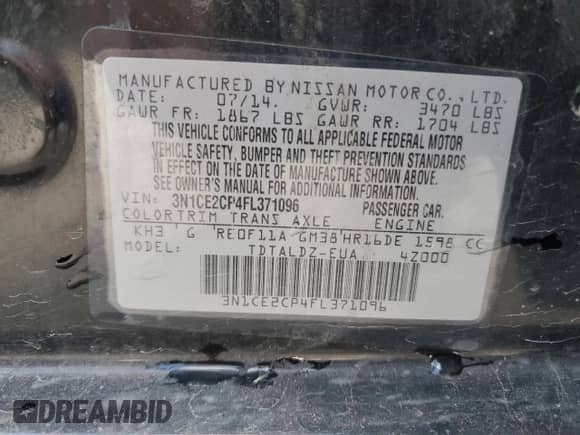 MANUFACTURED BY NISSAN MOTOR CO., LTD.
DATE: 07/14. GVWR: 3470 LBS
GAWR FR: 1867 LBS GAWR RR: 1704 LBS
THIS VEHICLE CONFORMS TO ALL APPLICABLE FEDERAL MOTOR
VEHICLE SAFETY, BUMPER AND THEFT PREVENTION STANDARDS
IN EFFECT ON THE DATE OF MANUFACTURE SHOWN ABOVE.
SEE OWNER'S MANUAL FOR ADDITIONAL INFORMATION.
VIN: 3N1CE2CP4FL371096 PASSENGER CAR.
COLOR TRIM TRANS AXLE ENGINE
KH3 'G 'RE0F11A GM38'HR16DE 1598 CC
MODEL: TDTALDZ-EUA 4Z000
3N1CE2CP4FL371096
DREAMBID